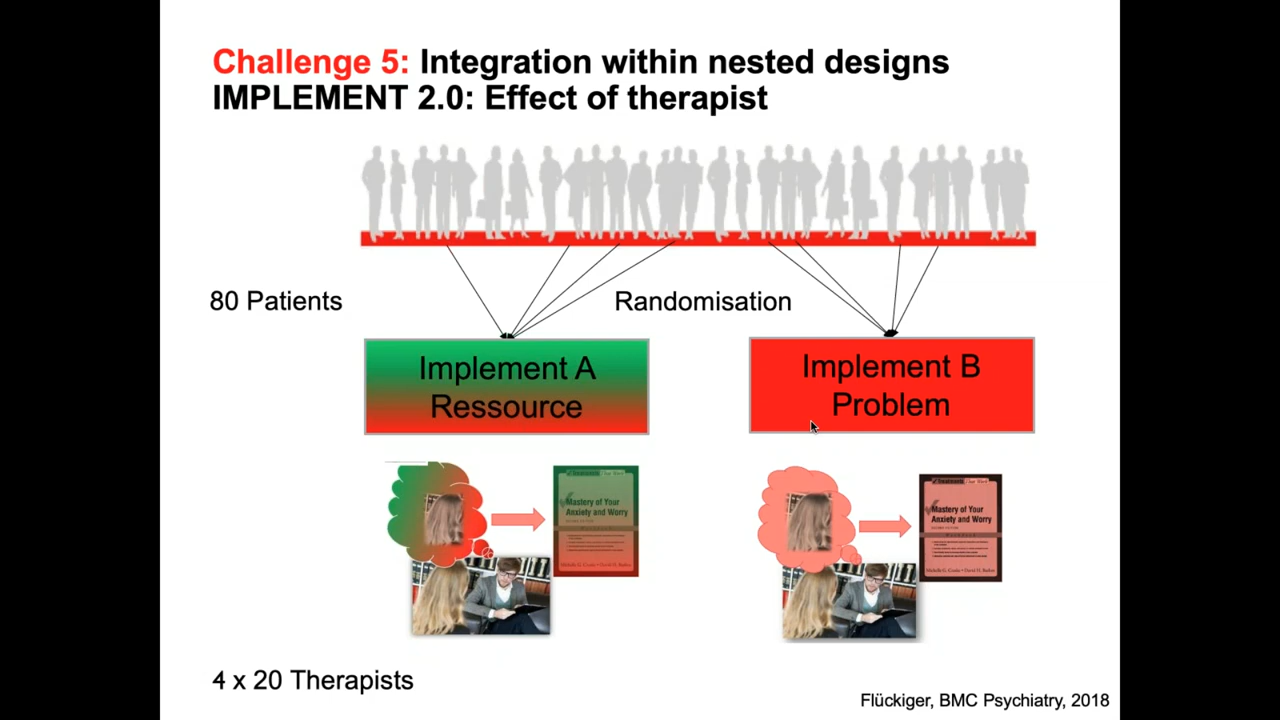 Challenge 5: Integration within nested designs
IMPLEMENT 2.0: Effect of therapist
80 Patients
Randomisation
Implement A
Ressource
Implement B
Problem
Mastery of Your
Anxiety and Worry
Mastery of Your
Anxiety and Worry
4 x 20 Therapists
Flückiger, BMC Psychiatry, 2018